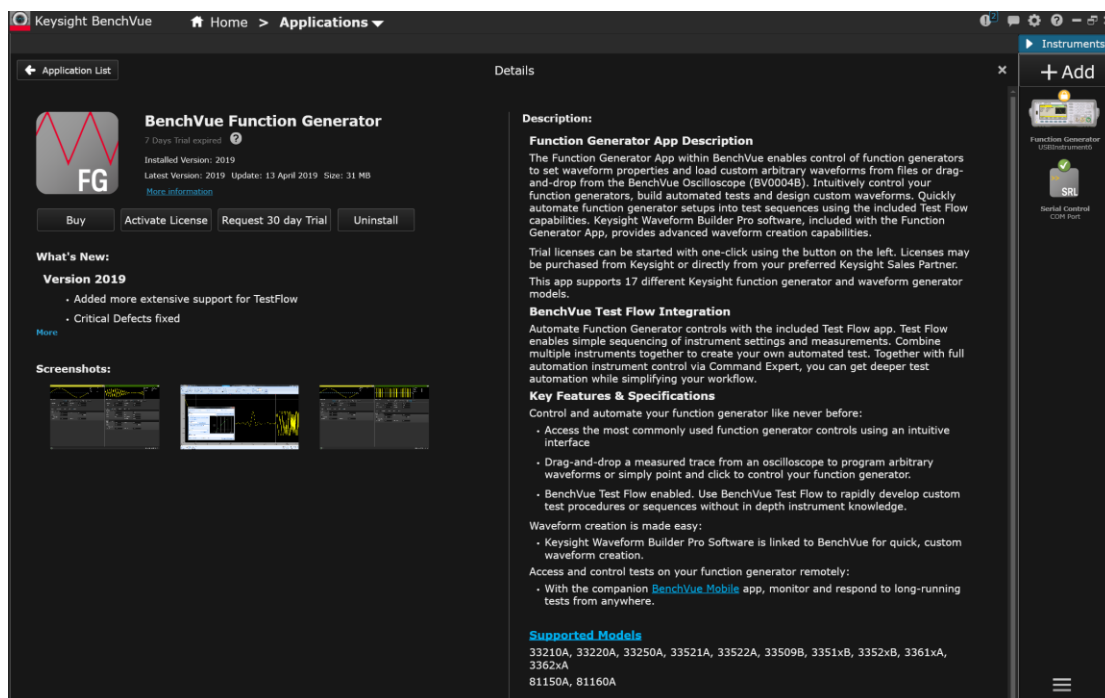 Keysight BenchVue
Home > Applications
2
Instruments
Application List
Details
+ Add
BenchVue Function Generator
7 Days Trial expired
Installed Version: 2019
Latest Version: 2019 Update: 13 April 2019 Size: 31 MB
More information
FG
Buy
Activate License
Request 30 day Trial
Uninstall
What's New:
Version 2019
• Added more extensive support for TestFlow
• Critical Defects fixed
More
Screenshots:
Description:
Function Generator App Description
The Function Generator App within BenchVue enables control of function generators
to set waveform properties and load custom arbitrary waveforms from files or drag-
and-drop from the BenchVue Oscilloscope (BV0004B). Intuitively control your
function generators, build automated tests and design custom waveforms. Quickly
automate function generator setups into test sequences using the included Test Flow
capabilities. Keysight Waveform Builder Pro software, included with the Function
Generator App, provides advanced waveform creation capabilities.
Trial licenses can be started with one-click using the button on the left. Licenses may
be purchased from Keysight or directly from your preferred Keysight Sales Partner.
This app supports 17 different Keysight function generator and waveform generator
models.
BenchVue Test Flow Integration
Automate Function Generator controls with the included Test Flow app. Test Flow
enables simple sequencing of instrument settings and measurements. Combine
multiple instruments together to create your own automated test. Together with full
automation instrument control via Command Expert, you can get deeper test
automation while simplifying your workflow.
Key Features & Specifications
Control and automate your function generator like never before:
• Access the most commonly used function generator controls using an intuitive
interface
• Drag-and-drop a measured trace from an oscilloscope to program arbitrary
waveforms or simply point and click to control your function generator.
• BenchVue Test Flow enabled. Use BenchVue Test Flow to rapidly develop custom
test procedures or sequences without in depth instrument knowledge.
Waveform creation is made easy:
• Keysight Waveform Builder Pro Software is linked to BenchVue for quick, custom
waveform creation.
Access and control tests on your function generator remotely:
• With the companion BenchVue Mobile app, monitor and respond to long-running
tests from anywhere.
Supported Models
33210A, 33220A, 33250A, 33521A, 33522A, 33509B, 3351xB, 3352xB, 3361xA,
3362xA
81150A, 81160A
Function Generator
USBInstrument6
SRL
Serial Control
COM Port